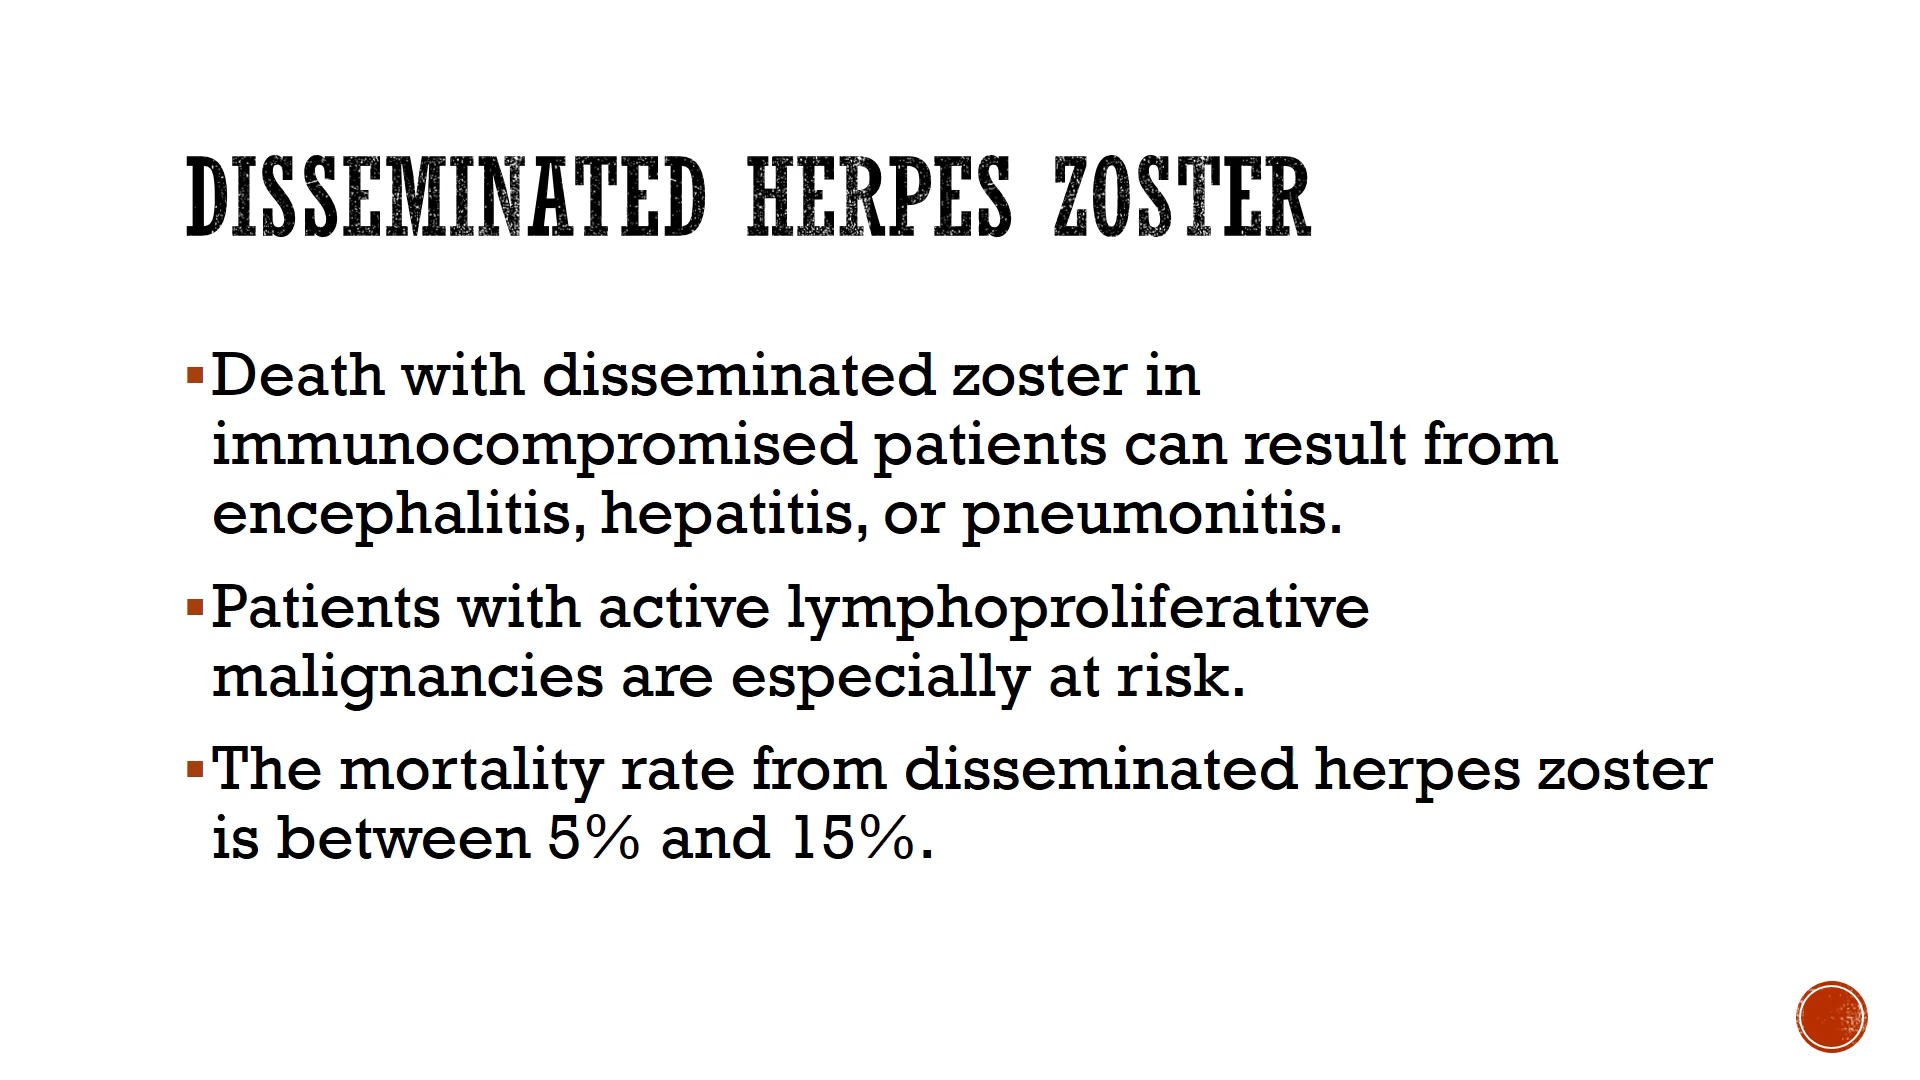 DISSEMINATED HERPES ZOSTER
▪Death with disseminated zoster in
immunocompromised patients can result from
encephalitis, hepatitis, or pneumonitis.
▪Patients with active lymphoproliferative
malignancies are especially at risk.
▪The mortality rate from disseminated herpes zoster
is between 5% and 15%.